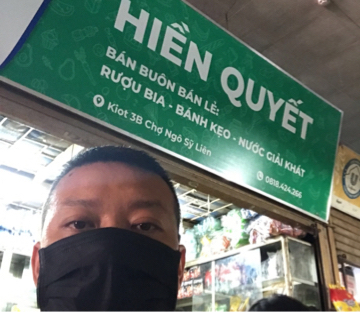 HIỀN QUYẾT
BÁN BUÔN BÁN LẺ:
RƯỢU BIA - BÁNH KẸO - NƯỚC GIẢI KHÁT
Kiot 3B Chợ Ngô Sỹ Liên
0818.424.266